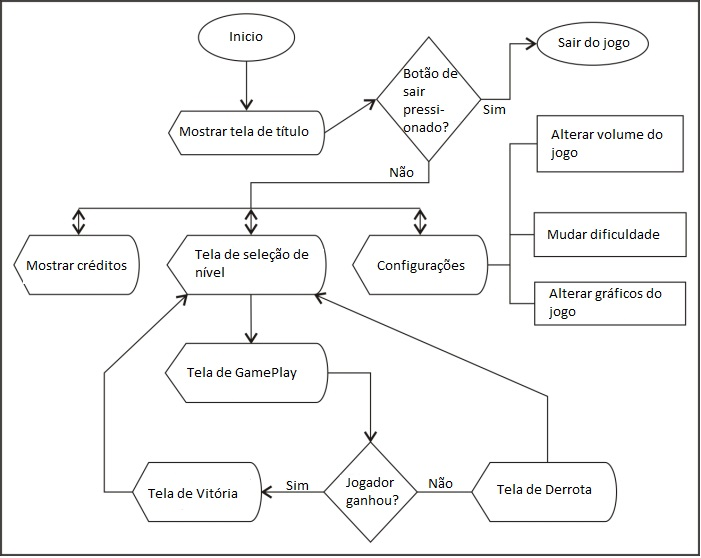 Inicio
Sair do jogo
Botão de
sair
pressi-
onado?
Mostrar tela de título
Sim
Não
Alterar volume do
jogo
Mudar dificuldade
Alterar gráficos do
jogo
Mostrar créditos
Tela de seleção de
nível
Configurações
Tela de GamePlay
Jogador
ganhou?
Sim
Não
Tela de Vitória
Tela de Derrota